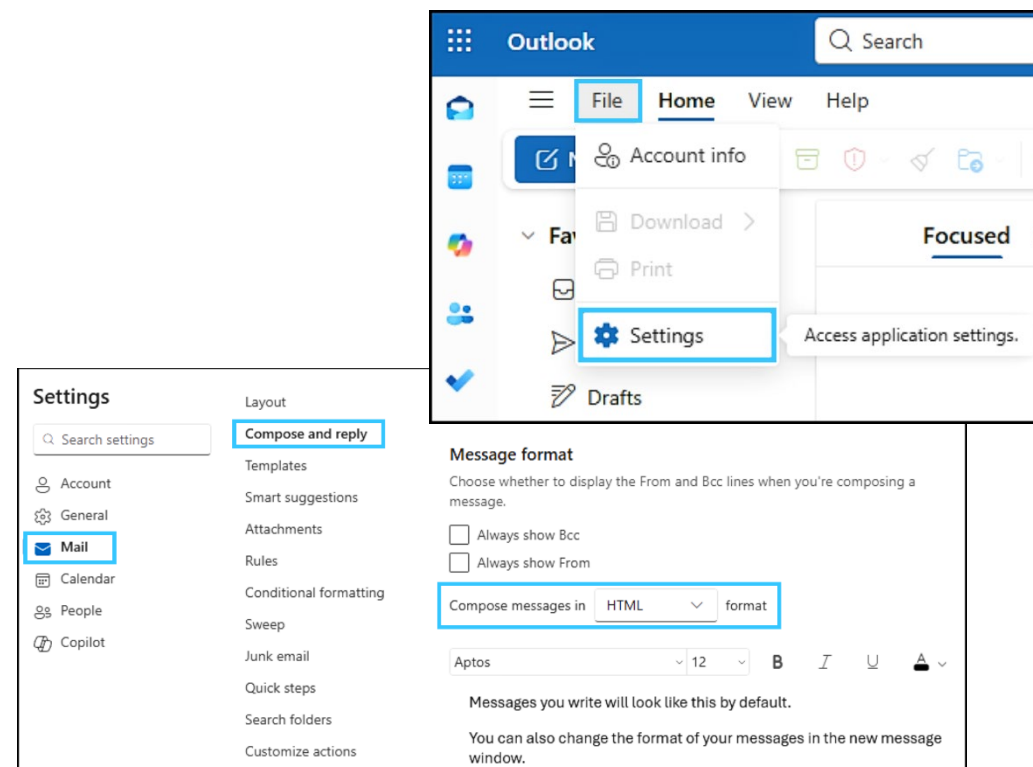 Outlook
Search
File Home View Help
Account info
Download
Print
Settings
Access application settings.
Focused
Drafts
Settings
Search settings
Account
General
Mail
Calendar
People
Copilot
Layout
Compose and reply
Templates
Smart suggestions
Attachments
Rules
Conditional formatting
Sweep
Junk email
Quick steps
Search folders
Customize actions
Message format
Choose whether to display the From and Bcc lines when you're composing a
message.
Always show Bcc
Always show From
Compose messages in HTML format
Aptos 12 B I U A
Messages you write will look like this by default.
You can also change the format of your messages in the new message
window.